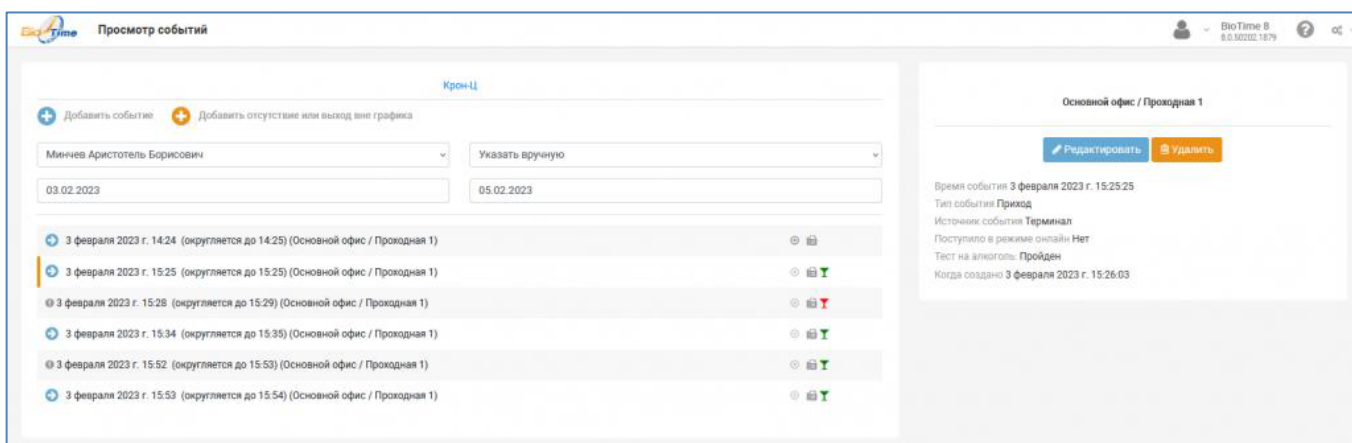 BioTime
Просмотр событий
BioTime 8
8.0.50202.1879
Крон-Ц
Добавить событие
Добавить отсутствие или выход вне графика
Минчев Аристотель Борисович
Указать вручную
03.02.2023
05.02.2023
3 февраля 2023 г. 14:24 (округляется до 14:25) (Основной офис / Проходная 1)
3 февраля 2023 г. 15:25 (округляется до 15:25) (Основной офис / Проходная 1)
3 февраля 2023 г. 15:28 (округляется до 15:29) (Основной офис / Проходная 1)
3 февраля 2023 г. 15:34 (округляется до 15:35) (Основной офис / Проходная 1)
3 февраля 2023 г. 15:52 (округляется до 15:53) (Основной офис / Проходная 1)
3 февраля 2023 г. 15:53 (округляется до 15:54) (Основной офис / Проходная 1)
Основной офис / Проходная 1
Редактировать
Удалить
Время события 3 февраля 2023 г. 15:25:25
Тип события Приход
Источник события Терминал
Поступило в режиме онлайн Нет
Тест на алкоголь: Пройден
Когда создано 3 февраля 2023 г. 15:26:03